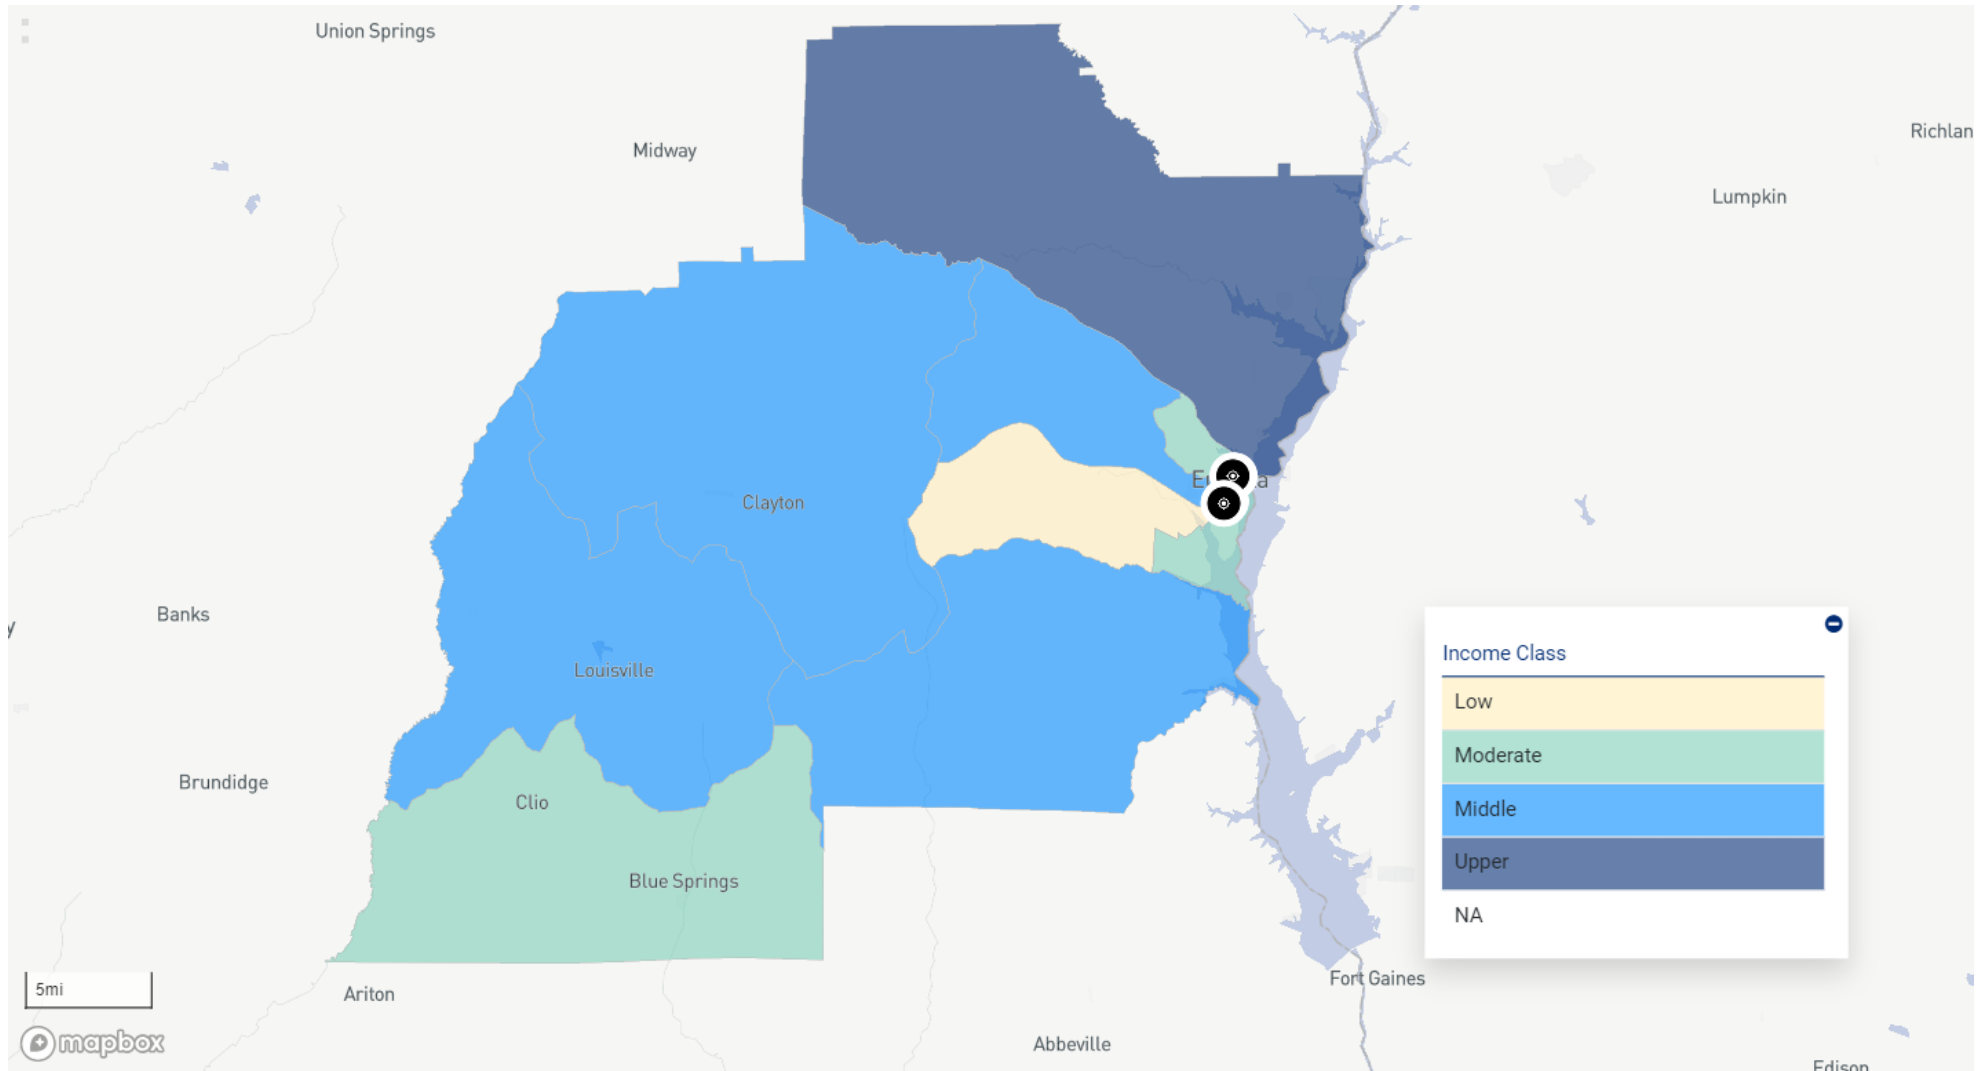 Union Springs
Midway
Richlan
Lumpkin
Clayton
Banks
Louisville
Brundidge
Clio
Blue Springs
Income Class
Low
Moderate
Middle
Upper
NA
5mi
Ariton
Fort Gaines
mapbox
Abbeville
Edison